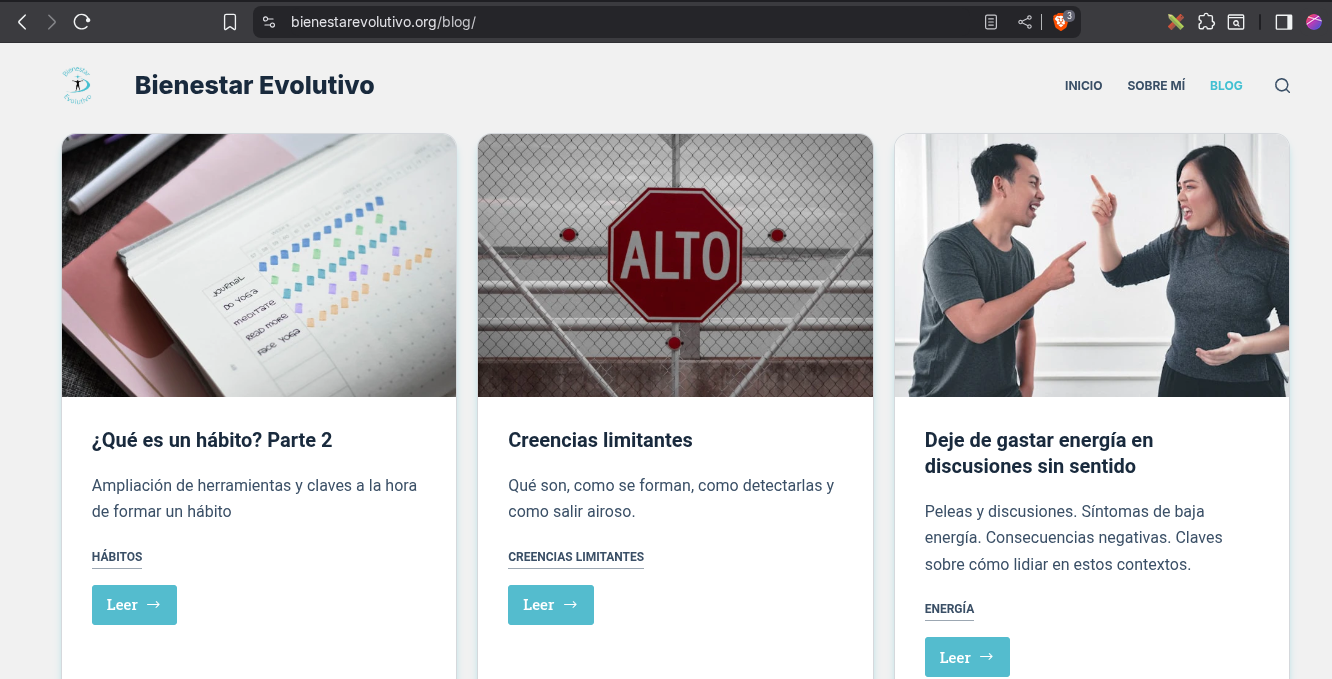 bienestarevolutivo.org/blog/
3
Bienestar
Evolutivo
Bienestar Evolutivo
INICIO
SOBRE MÍ
BLOG
JOURNAL
DO YOGA
MEDITATE
READ MORE
FACE YOGA
ALTO
¿Qué es un hábito? Parte 2
Ampliación de herramientas y claves a la hora
de formar un hábito
HÁBITOS
Leer →
Creencias limitantes
Qué son, como se forman, como detectarlas y
como salir airoso.
CREENCIAS LIMITANTES
Leer →
Deje de gastar energía en
discusiones sin sentido
Peleas y discusiones. Síntomas de baja
energía. Consecuencias negativas. Claves
sobre cómo lidiar en estos contextos.
ENERGÍA
Leer →